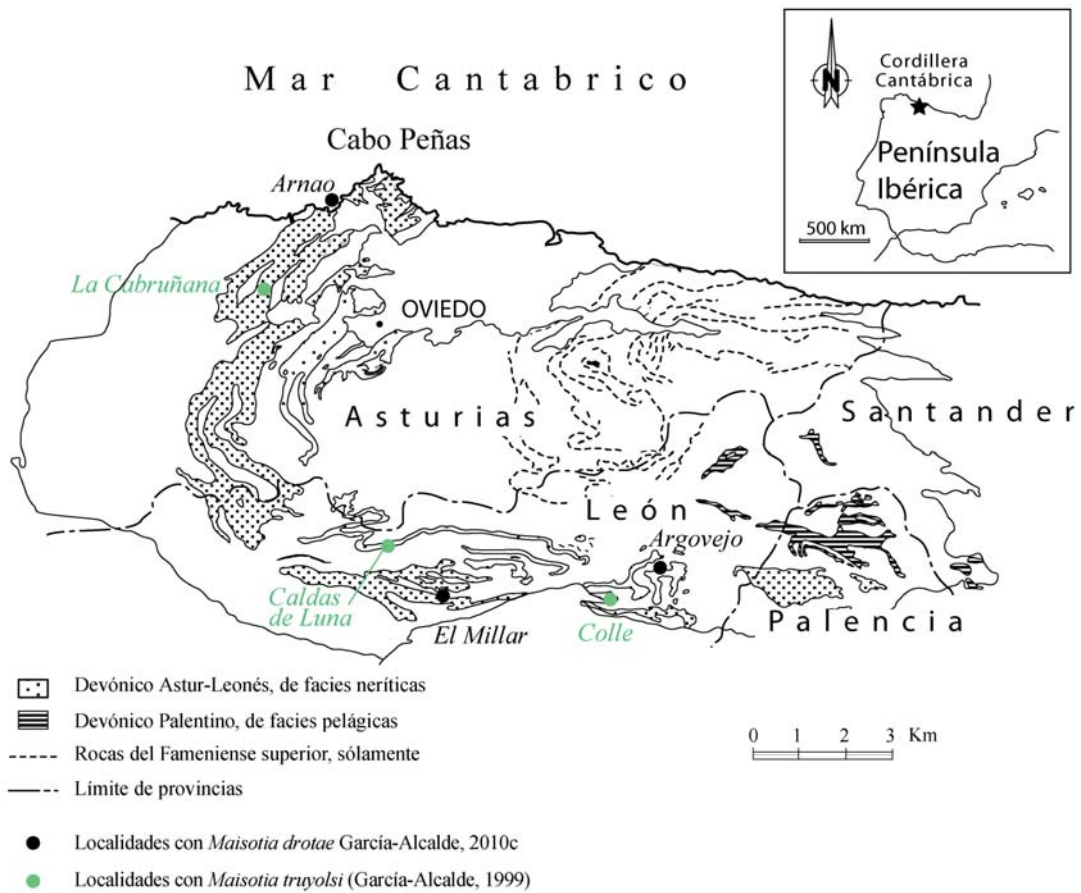 Mar Cantabrico
Cabo Peñas
Arnao
La Cabruñana
OVIEDO
Asturias
Santander
León
Argovejo
Caldas
de Luna
El Millar
Colle
Palencia
N
Cordillera
Cantábrica
Península
Ibérica
500 km
Devónico Astur-Leonés, de facies neríticas
Devónico Palentino, de facies pelágicas
Rocas del Fameniense superior, sólamente
Límite de provincias
0 1 2 3 Km
Localidades con Maisotia drotae García-Alcalde, 2010c
Localidades con Maisotia truyolsi (García-Alcalde, 1999)